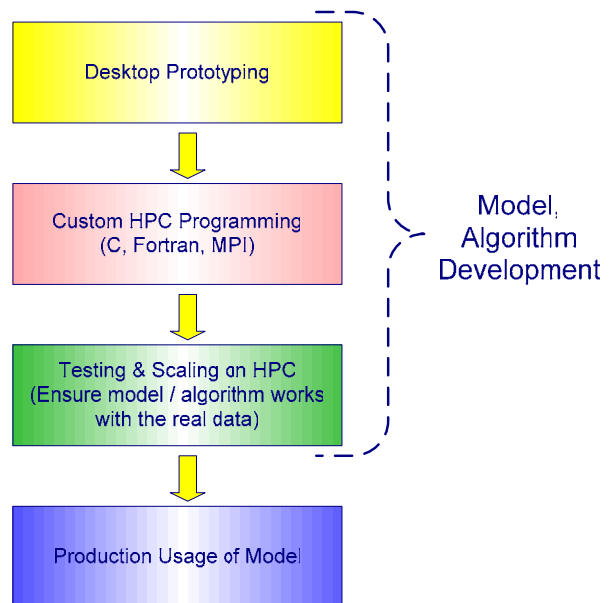 Desktop Prototyping
Custom HPC Programming
(C, Fortran, MPI)
Model,
Algorithm
Development
Testing & Scaling on HPC
(Ensure model / algorithm works
with the real data)
Production Usage of Model